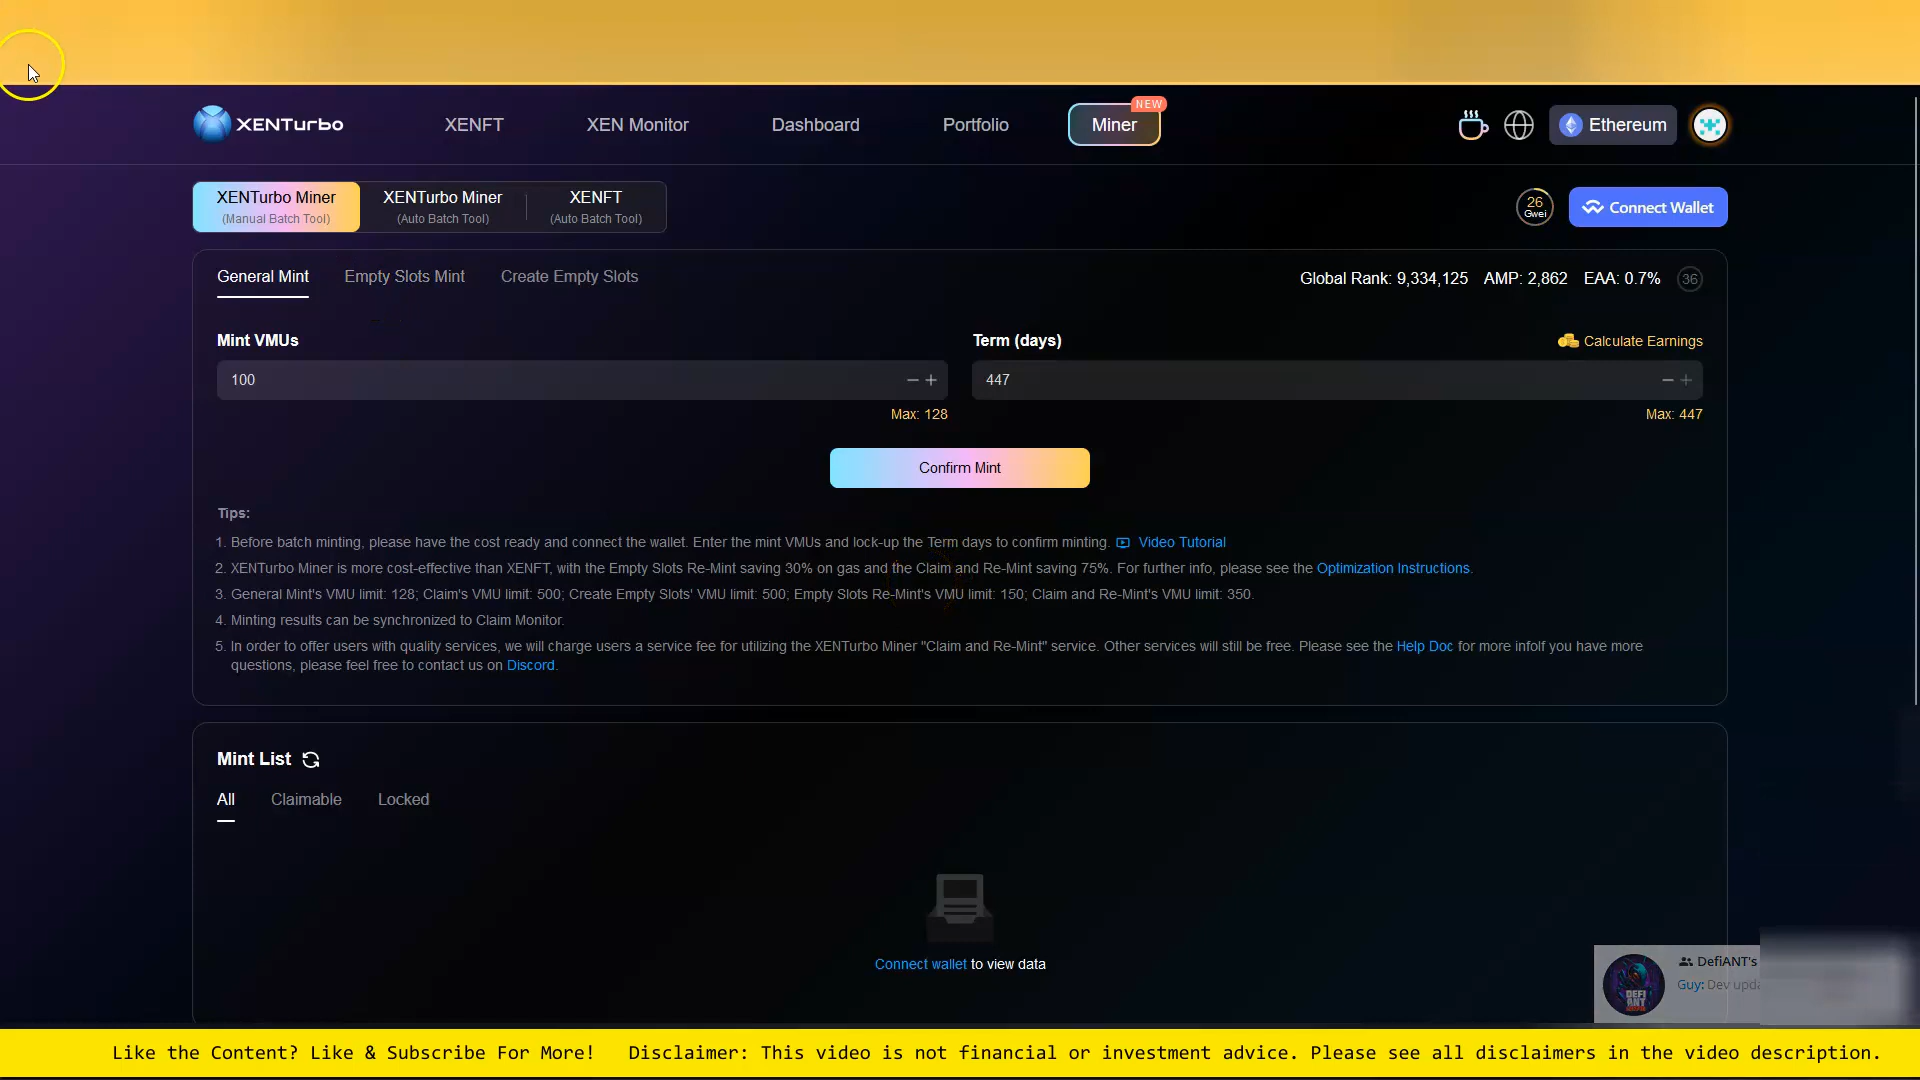 XENTurbo
XENFT
XEN Monitor
Dashboard
Portfolio
Miner
NEW
Ethereum
XENTurbo Miner
(Manual Batch Tool)
XENTurbo Miner
(Auto Batch Tool)
XENFT
(Auto Batch Tool)
26
Gwei
Connect Wallet
General Mint
Empty Slots Mint
Create Empty Slots
Global Rank: 9,334,125 AMP: 2,862 EAA: 0.7% 36
Mint VMUs
Term (days)
Calculate Earnings
100
447
Max: 128
Max: 447
Confirm Mint
Tips:
1. Before batch minting, please have the cost ready and connect the wallet. Enter the mint VMUs and lock-up the Term days to confirm minting. Video Tutorial
2. XENTurbo Miner is more cost-effective than XENFT, with the Empty Slots Re-Mint saving 30% on gas and the Claim and Re-Mint saving 75%. For further info, please see the Optimization Instructions.
3. General Mint's VMU limit: 128; Claim's VMU limit: 500; Create Empty Slots' VMU limit: 500; Empty Slots Re-Mint's VMU limit: 150; Claim and Re-Mint's VMU limit: 350.
4. Minting results can be synchronized to Claim Monitor.
5. In order to offer users with quality services, we will charge users a service fee for utilizing the XENTurbo Miner "Claim and Re-Mint" service. Other services will still be free. Please see the Help Doc for more infoIf you have more
questions, please feel free to contact us on Discord.
Mint List
All
Claimable
Locked
Connect wallet to view data
DEFI
ANT
DefiANT's
Guy: Dev upda
Like the Content? Like & Subscribe For More! Disclaimer: This video is not financial or investment advice. Please see all disclaimers in the video description.